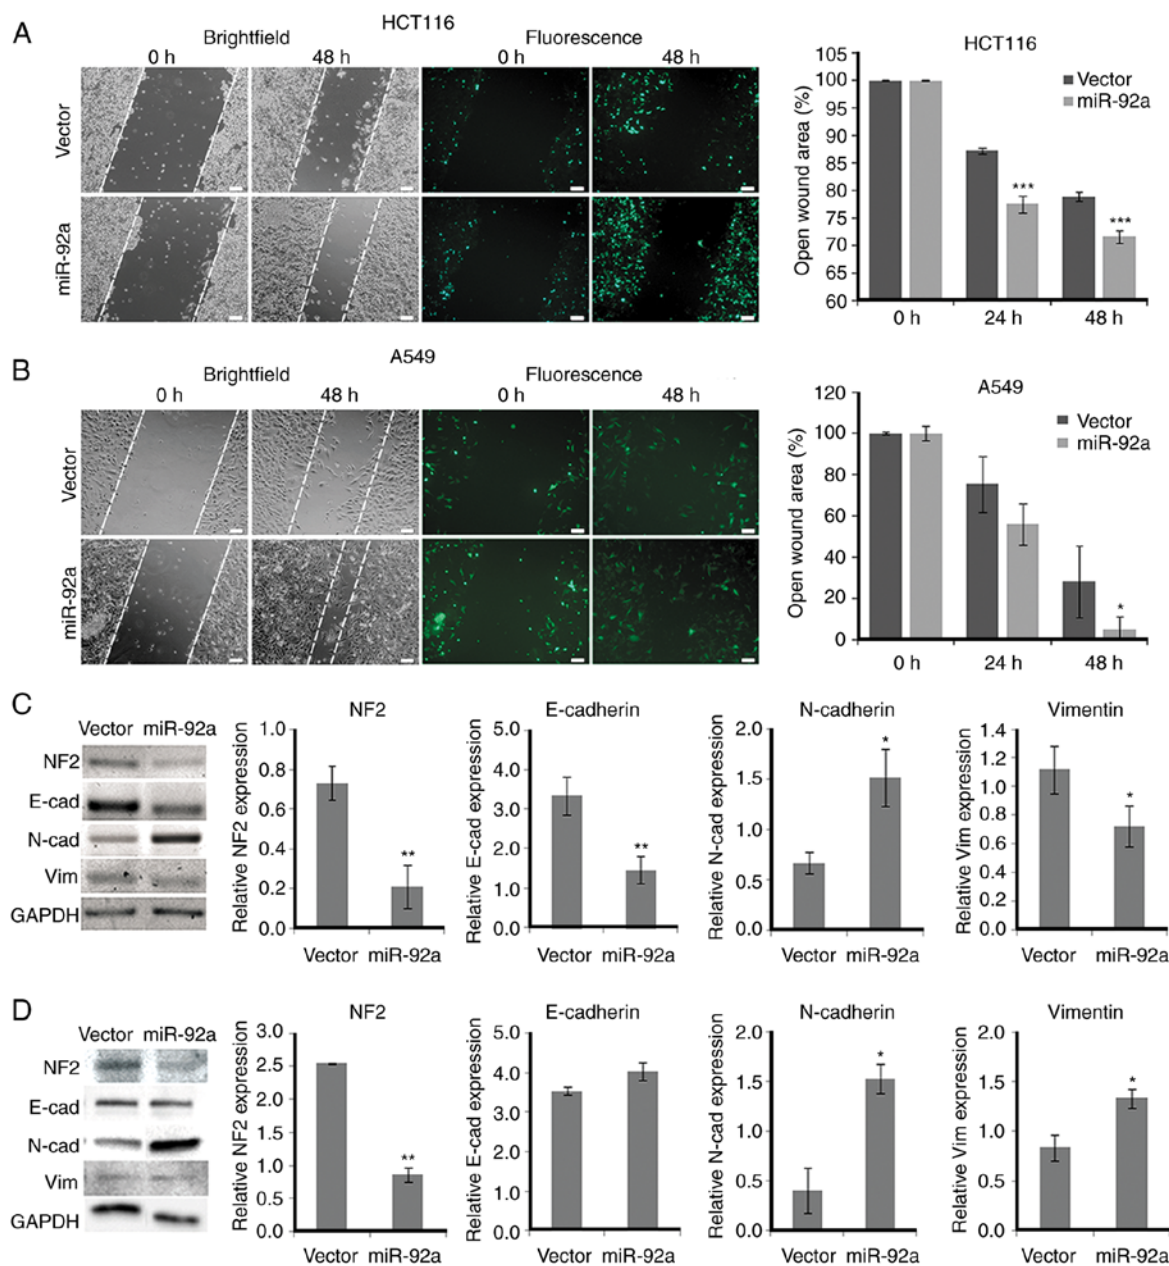 A
HCT116
Brightfield
Fluorescence
0 h 48 h 0 h 48 h
Vector
miR-92a
HCT116
Open wound area (%)
100
95
90
85
80
75
70
65
60
Vector
miR-92a
***
***
0 h 24 h 48 h
B
A549
Brightfield
Fluorescence
0 h 48 h 0 h 48 h
Vector
miR-92a
A549
Open wound area (%)
120
100
80
60
40
20
0
Vector
miR-92a
*
0 h 24 h 48 h
C
Vector miR-92a
NF2
E-cad
N-cad
Vim
GAPDH
NF2
Relative NF2 expression
1.0
0.8
0.6
0.4
0.2
0.0
**
Vector miR-92a
E-cadherin
Relative E-cad expression
5.0
4.0
3.0
2.0
1.0
0.0
**
Vector miR-92a
N-cadherin
Relative N-cad expression
2.0
1.5
1.0
0.5
0.0
*
Vector miR-92a
Vimentin
Relative Vim expression
1.4
1.2
1.0
0.8
0.6
0.4
0.2
0.0
*
Vector miR-92a
D
Vector miR-92a
NF2
E-cad
N-cad
Vim
GAPDH
NF2
Relative NF2 expression
3.0
2.5
2.0
1.5
1.0
0.5
0.0
**
Vector miR-92a
E-cadherin
Relative E-cad expression
5.0
4.0
3.0
2.0
1.0
0.0
Vector miR-92a
N-cadherin
Relative N-cad expression
2.0
1.5
1.0
0.5
0.0
*
Vector miR-92a
Vimentin
Relative Vim expression
2.0
1.5
1.0
0.5
0.0
*
Vector miR-92a